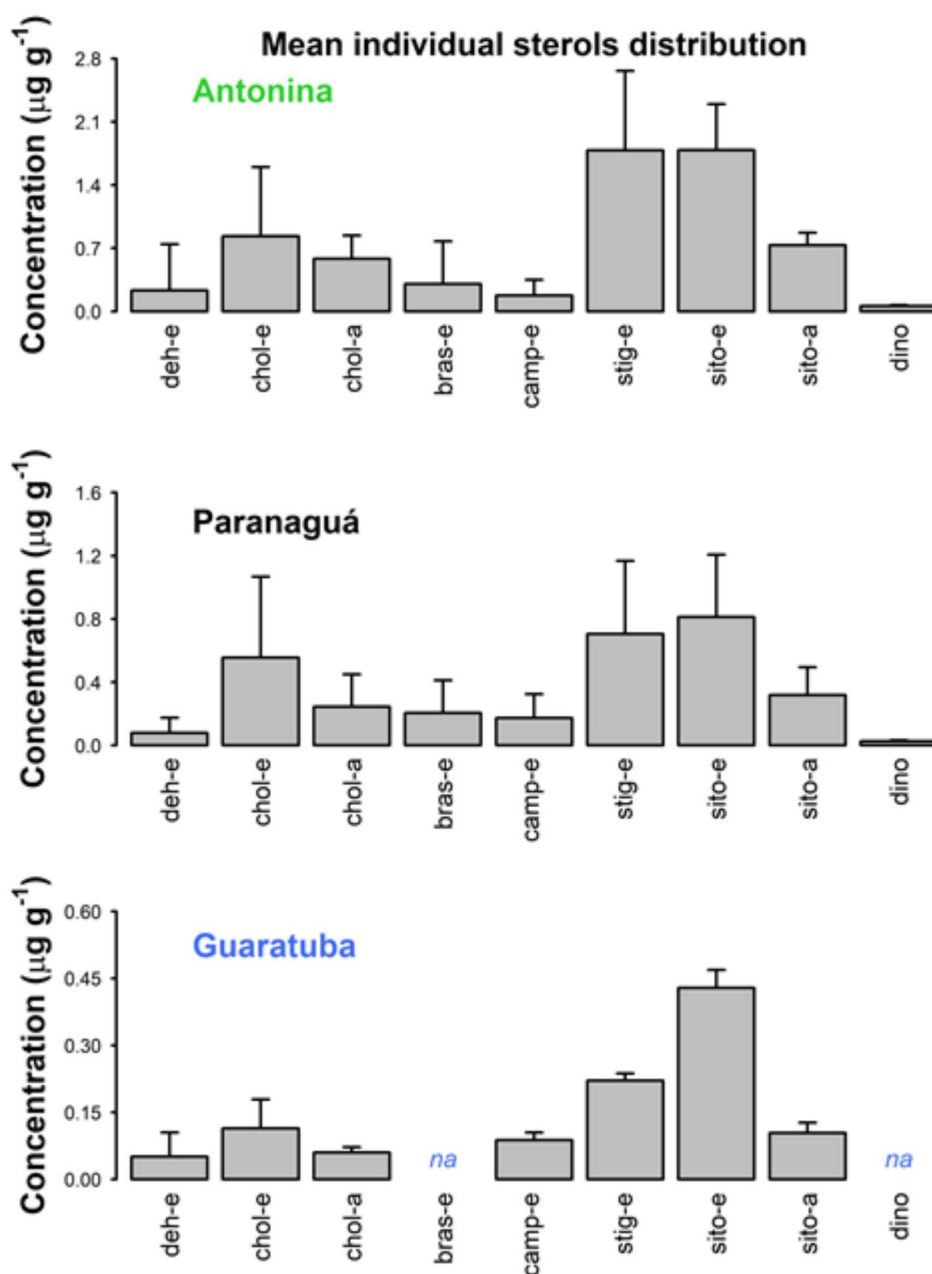 Mean individual sterols distribution
Antonina
Concentration (µg g⁻¹)
2.8
2.1
1.4
0.7
0.0
deh-e
chol-e
chol-a
bras-e
camp-e
stig-e
sito-e
sito-a
dino
Paranaguá
Concentration (µg g⁻¹)
1.6
1.2
0.8
0.4
0.0
deh-e
chol-e
chol-a
bras-e
camp-e
stig-e
sito-e
sito-a
dino
Guaratuba
Concentration (µg g⁻¹)
0.60
0.45
0.30
0.15
0.00
na
na
deh-e
chol-e
chol-a
bras-e
camp-e
stig-e
sito-e
sito-a
dino